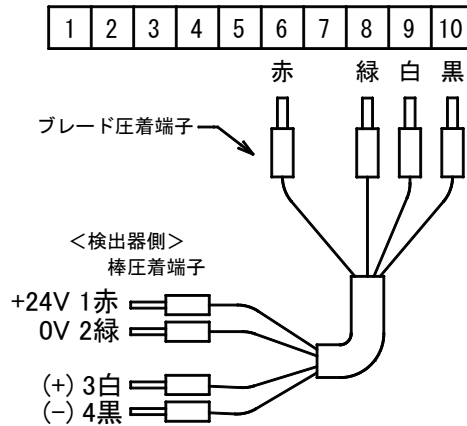 1 2 3 4 5 6 7 8 9 10
赤 緑 白 黒
ブレード圧着端子
＜検出器側＞
棒圧着端子
+24V 1赤
0V 2緑
(+) 3白
(−) 4黒